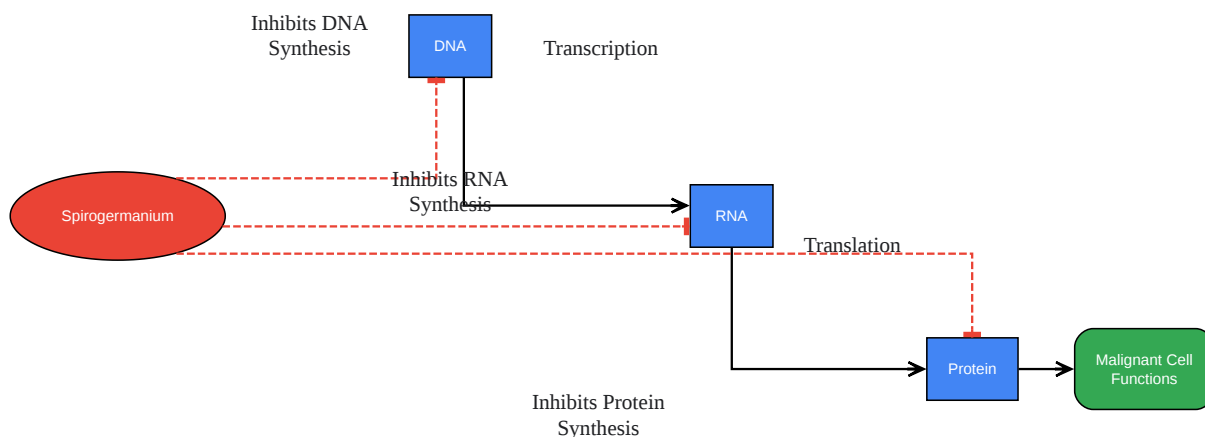 Inhibits DNA
Synthesis
DNA
Transcription
Inhibits RNA
Synthesis
Spirogermanium
RNA
Translation
Protein
Malignant Cell
Functions
Inhibits Protein
Synthesis